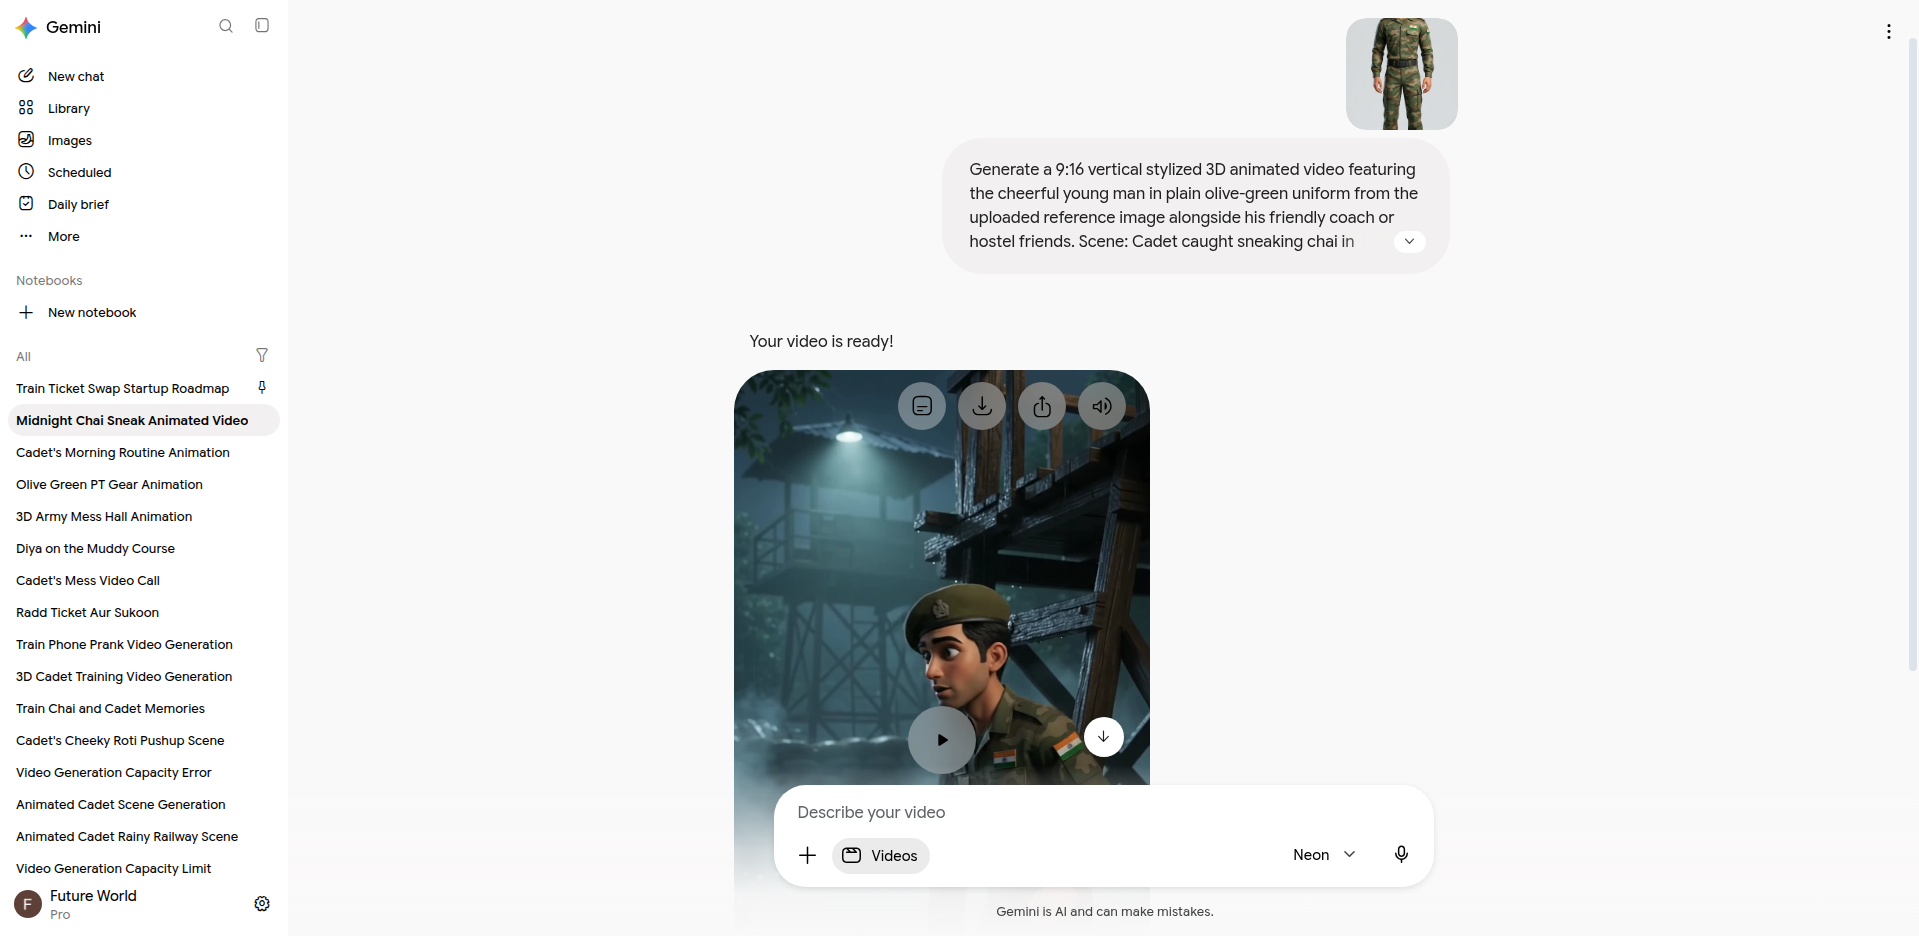 Gemini
New chat
Library
Images
Scheduled
Daily brief
More
Notebooks
New notebook
All
Train Ticket Swap Startup Roadmap
Midnight Chai Sneak Animated Video
Cadet's Morning Routine Animation
Olive Green PT Gear Animation
3D Army Mess Hall Animation
Diya on the Muddy Course
Cadet's Mess Video Call
Radd Ticket Aur Sukoon
Train Phone Prank Video Generation
3D Cadet Training Video Generation
Train Chai and Cadet Memories
Cadet's Cheeky Roti Pushup Scene
Video Generation Capacity Error
Animated Cadet Scene Generation
Animated Cadet Rainy Railway Scene
Video Generation Capacity Limit
F
Future World
Pro
Generate a 9:16 vertical stylized 3D animated video featuring
the cheerful young man in plain olive-green uniform from the
uploaded reference image alongside his friendly coach or
hostel friends. Scene: Cadet caught sneaking chai in
Your video is ready!
Describe your video
Videos
Neon
Gemini is AI and can make mistakes.